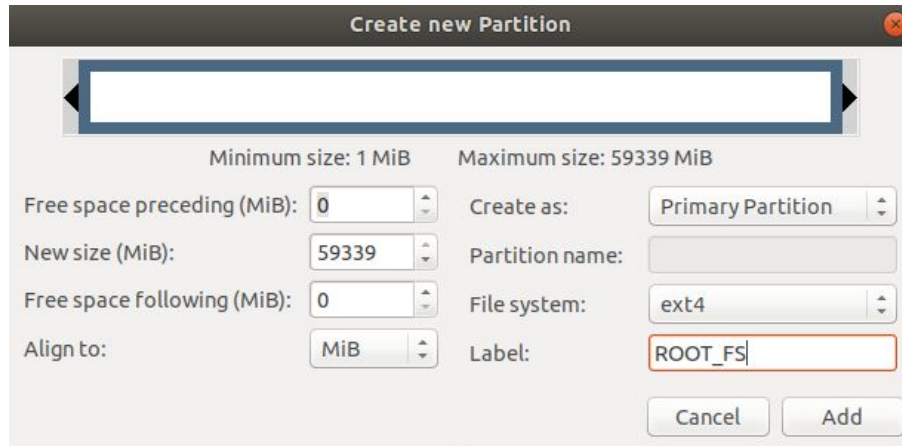 Create new Partition
Minimum size: 1 MiB Maximum size: 59339 MiB
Free space preceding (MiB): 0 Create as: Primary Partition
New size (MiB): 59339 Partition name:
Free space following (MiB): 0 File system: ext4
Align to: MiB Label: ROOT_FS
Cancel Add